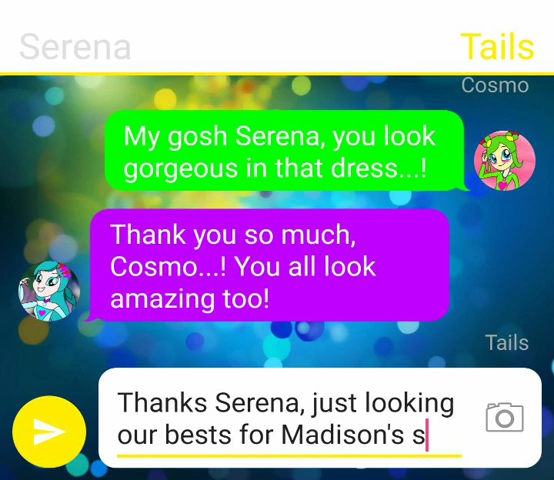 Serena
Tails
Cosmo
My gosh Serena, you look
gorgeous in that dress...!
Thank you so much,
Cosmo...! You all look
amazing too!
Tails
Thanks Serena, just looking
our bests for Madison's s